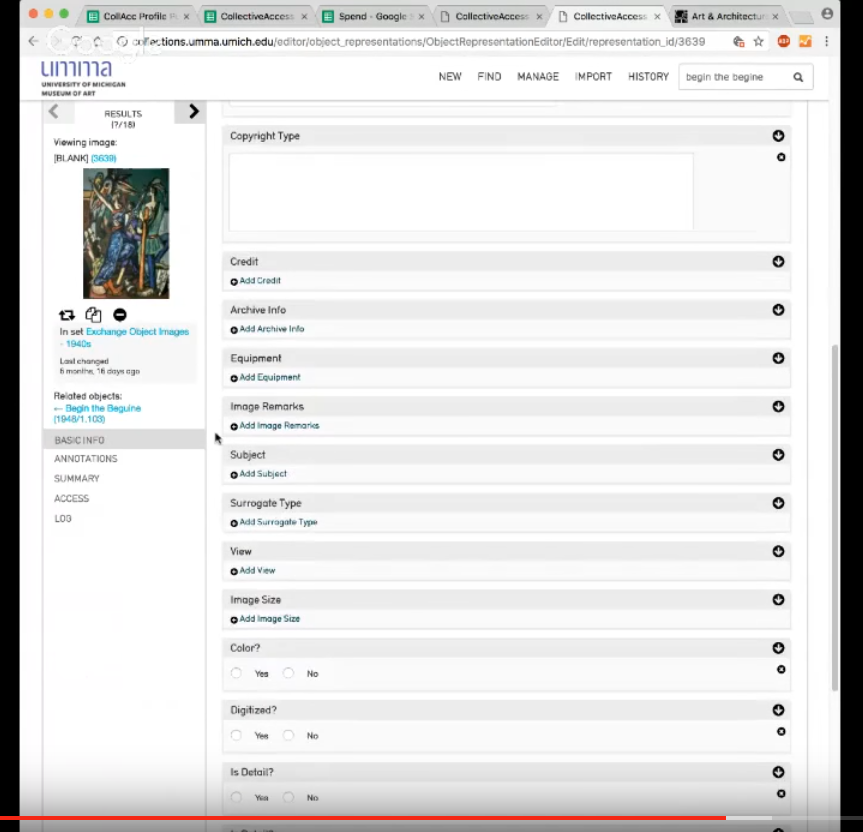 CollAcc Profile
CollectiveAccess
Spend - Google
CollectiveAccess
CollectiveAccess
Art & Architectur
collections.umma.umich.edu/editor/object_representations/ObjectRepresentationEditor/Edit/representation_id/3639
umma
UNIVERSITY OF MICHIGAN
MUSEUM OF ART
NEW FIND MANAGE IMPORT HISTORY begin the begine
RESULTS
(?/18)
Viewing image:
[BLANK] (3639)
In set Exchange Object Images
- 1940s
Last changed
6 months, 16 days ago
Related objects:
← Begin the Beguine
(1948/1.103)
BASIC INFO
ANNOTATIONS
SUMMARY
ACCESS
LOG
Copyright Type
Credit
Add Credit
Archive Info
Add Archive Info
Equipment
Add Equipment
Image Remarks
Add Image Remarks
Subject
Add Subject
Surrogate Type
Add Surrogate Type
View
Add View
Image Size
Add Image Size
Color?
Yes No
Digitized?
Yes No
Is Detail?
Yes No